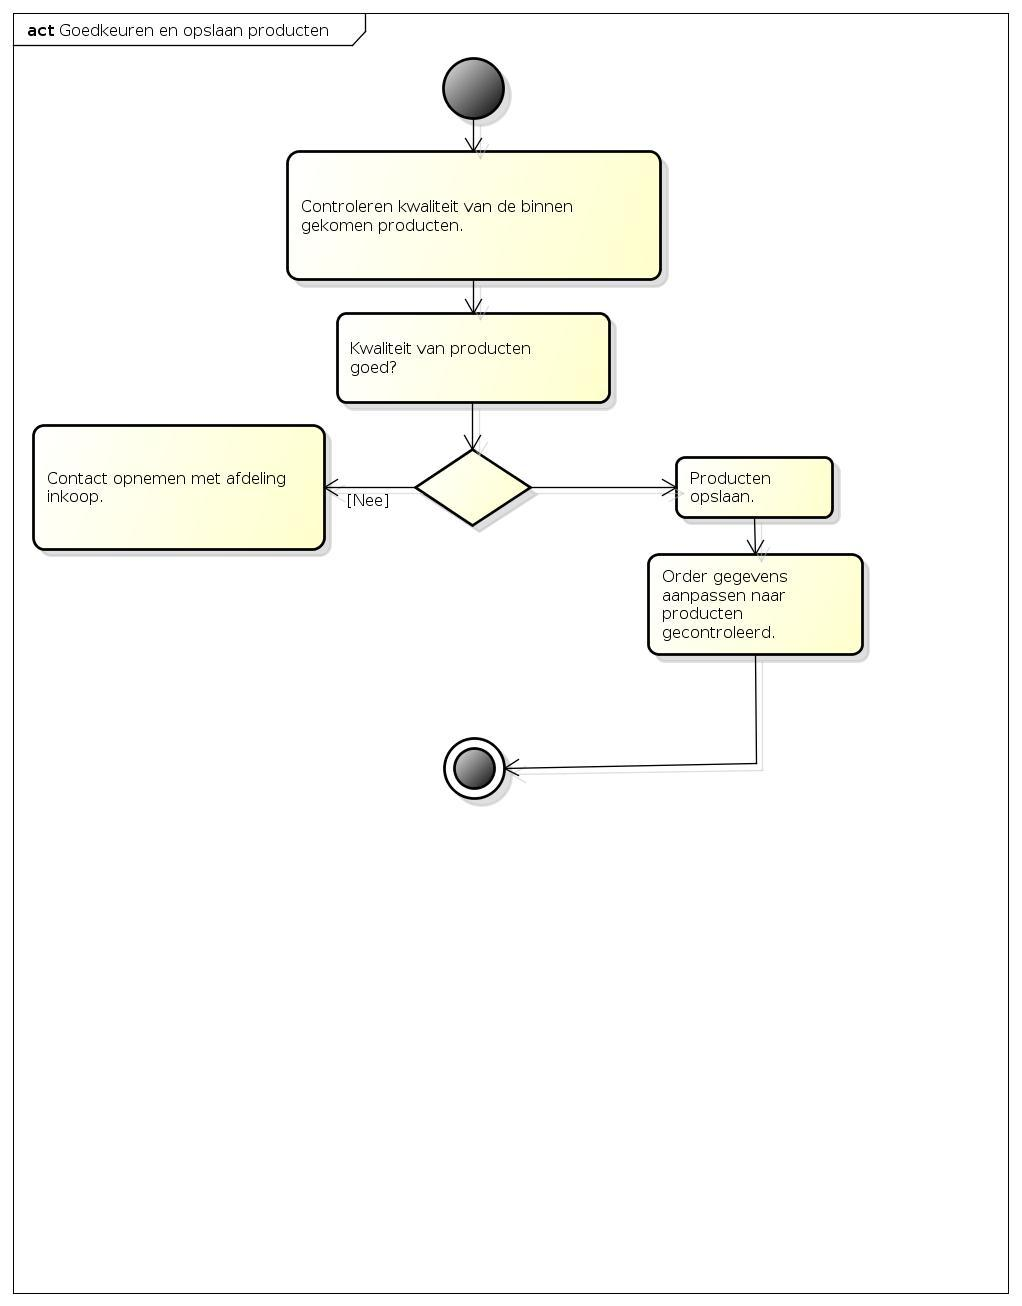 act Goedkeuren en opslaan producten
Controleren kwaliteit van de binnen
gekomen producten.
Kwaliteit van producten
goed?
Contact opnemen met afdeling
inkoop.
[Nee]
Producten
opslaan.
Order gegevens
aanpassen naar
producten
gecontroleerd.